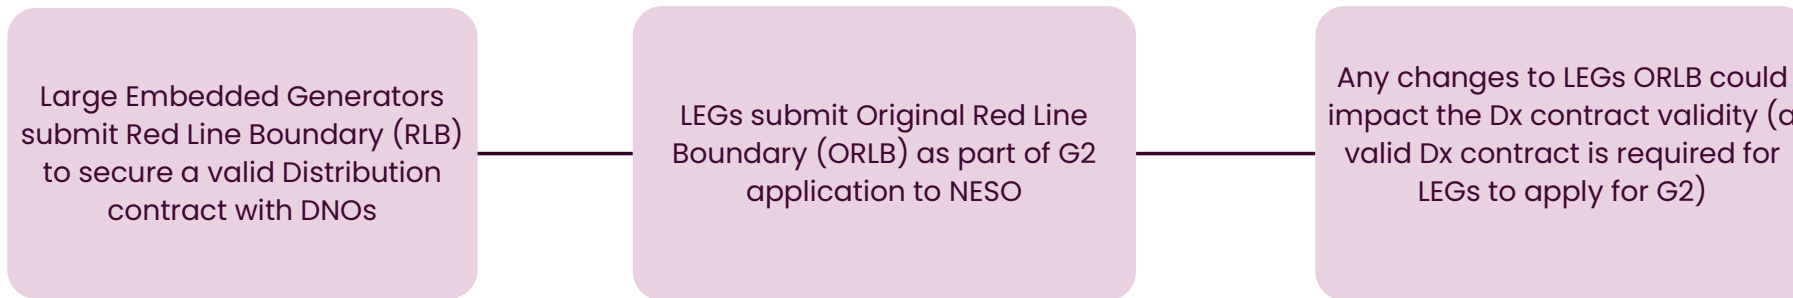 Large Embedded Generators
submit Red Line Boundary (RLB)
to secure a valid Distribution
contract with DNOs
LEGs submit Original Red Line
Boundary (ORLB) as part of G2
application to NESO
Any changes to LEGs ORLB could
impact the Dx contract validity (a
valid Dx contract is required for
LEGs to apply for G2)